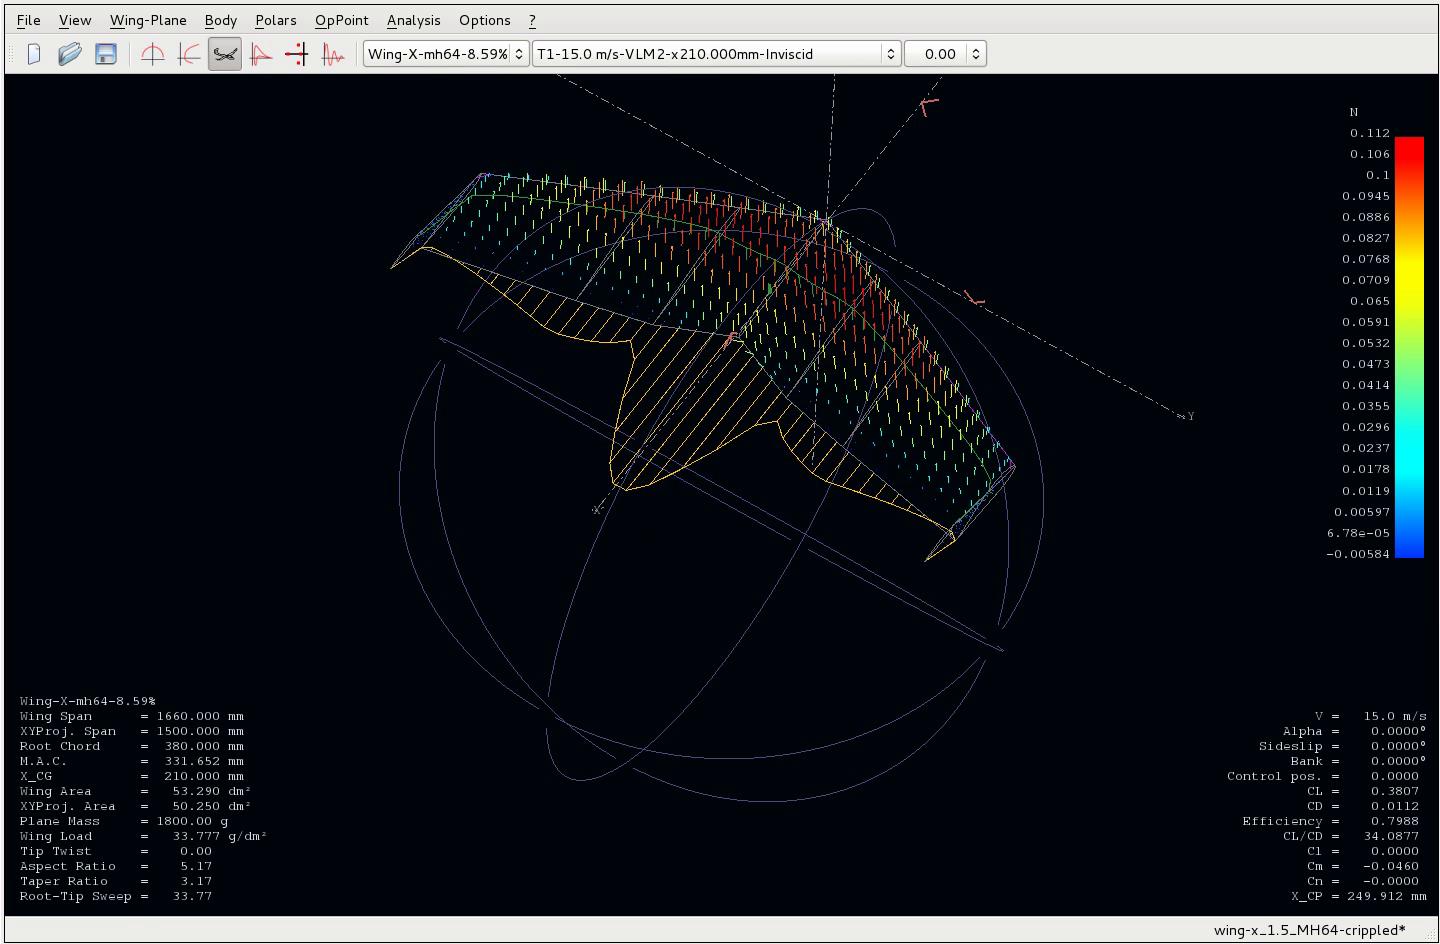 File View Wing-Plane Body Polars OpPoint Analysis Options ?
Wing-X-mh64-8.59% T1-15.0 m/s-VLM2-x210.000mm-Inviscid 0.00
N
0.112
0.106
0.1
0.0945
0.0886
0.0827
0.0768
0.0709
0.065
0.0591
0.0532
0.0473
0.0414
0.0355
0.0296
0.0237
0.0178
0.0119
0.00597
6.78e-05
-0.00584
Y
X
Wing-X-mh64-8.59%
Wing Span = 1660.000 mm
XYProj. Span = 1500.000 mm
Root Chord = 380.000 mm
M.A.C. = 331.652 mm
X_CG = 210.000 mm
Wing Area = 53.290 dm²
XYProj. Area = 50.250 dm²
Plane Mass = 1800.00 g
Wing Load = 33.777 g/dm²
Tip Twist = 0.00
Aspect Ratio = 5.17
Taper Ratio = 3.17
Root-Tip Sweep = 33.77
V = 15.0 m/s
Alpha = 0.0000°
Sideslip = 0.0000°
Bank = 0.0000°
Control pos. = 0.0000
CL = 0.3807
CD = 0.0112
Efficiency = 0.7988
CL/CD = 34.0877
Cl = 0.0000
Cm = -0.0460
Cn = -0.0000
X_CP = 249.912 mm
wing-x_1.5_MH64-crippled*